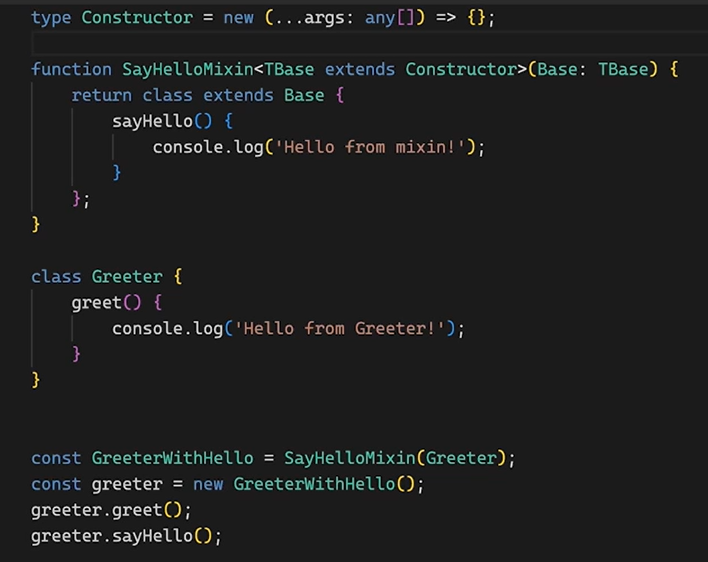 type Constructor = new (...args: any[]) => {};
function SayHelloMixin<TBase extends Constructor>(Base: TBase) {
    return class extends Base {
        sayHello() {
            console.log('Hello from mixin!');
        }
    };
}
class Greeter {
    greet() {
        console.log('Hello from Greeter!');
    }
}
const GreeterWithHello = SayHelloMixin(Greeter);
const greeter = new GreeterWithHello();
greeter.greet();
greeter.sayHello();